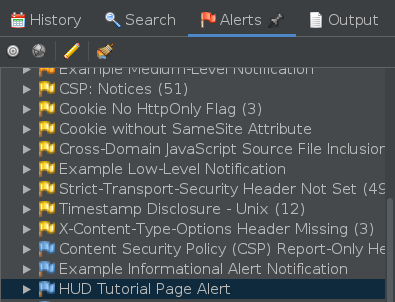 History Search Alerts Output
Example Medium-Level Notification
CSP: Notices (51)
Cookie No HttpOnly Flag (3)
Cookie without SameSite Attribute
Cross-Domain JavaScript Source File Inclusion
Example Low-Level Notification
Strict-Transport-Security Header Not Set (49
Timestamp Disclosure - Unix (12)
X-Content-Type-Options Header Missing (3)
Content Security Policy (CSP) Report-Only He
Example Informational Alert Notification
HUD Tutorial Page Alert